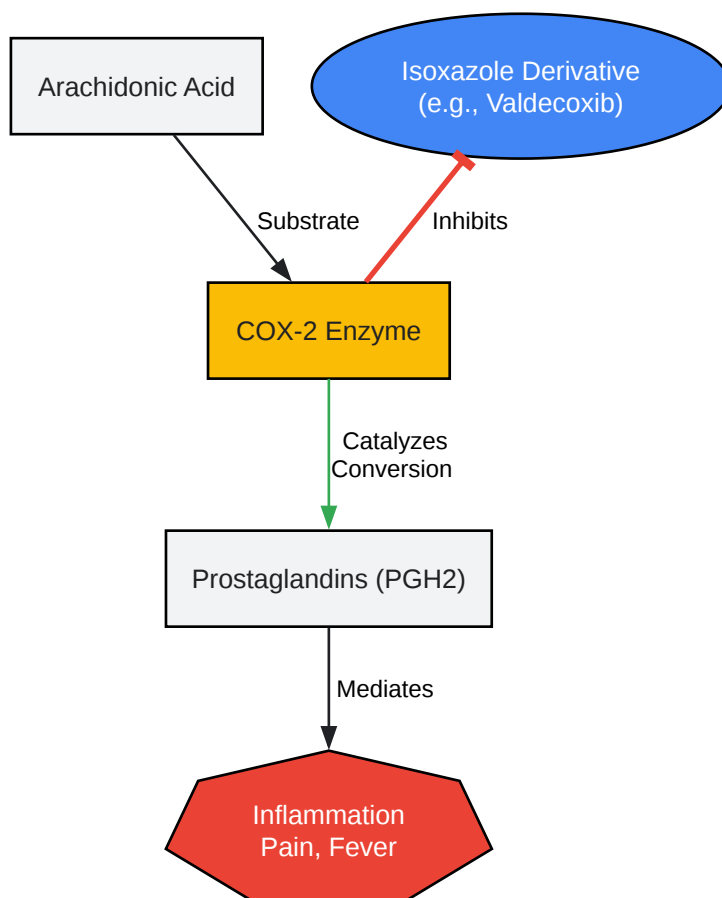 Arachidonic Acid
Isoxazole Derivative
(e.g., Valdecoxib)
Substrate
Inhibits
COX-2 Enzyme
Catalyzes
Conversion
Prostaglandins (PGH2)
Mediates
Inflammation
Pain, Fever